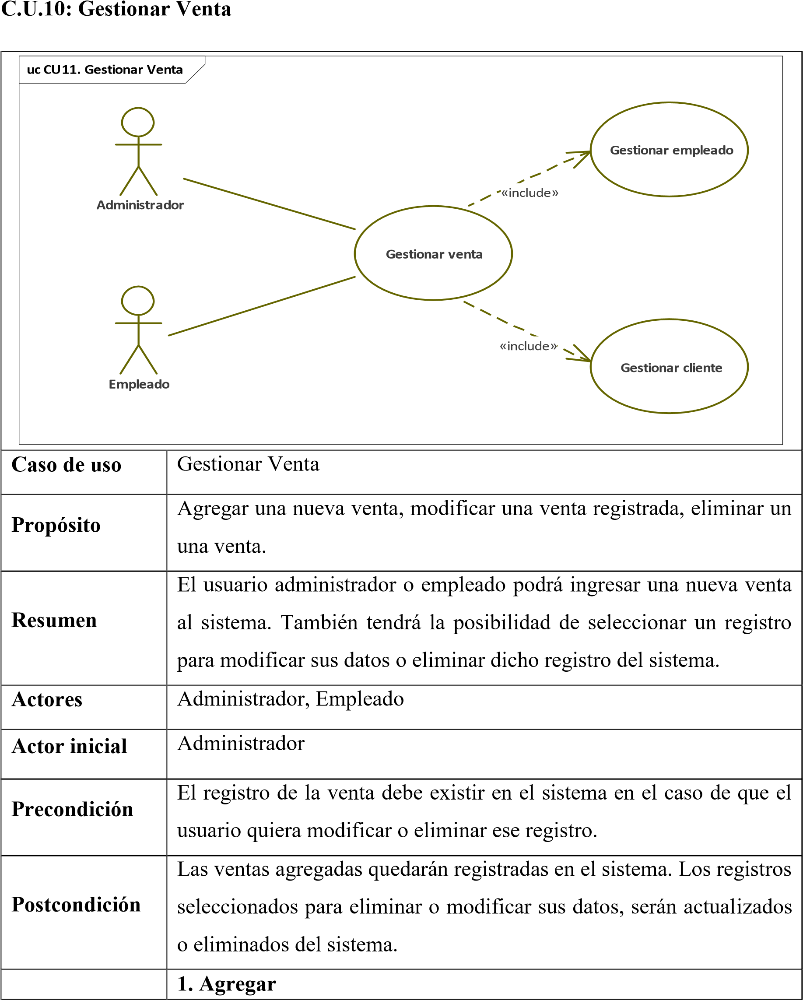 C.U.10: Gestionar Venta
uc CU11. Gestionar Venta
Gestionar empleado
«include»
Administrador
Gestionar venta
«include»
Gestionar cliente
Empleado
Caso de uso
Gestionar Venta
Propósito
Agregar una nueva venta, modificar una venta registrada, eliminar un
una venta.
Resumen
El usuario administrador o empleado podrá ingresar una nueva venta
al sistema. También tendrá la posibilidad de seleccionar un registro
para modificar sus datos o eliminar dicho registro del sistema.
Actores
Administrador, Empleado
Actor inicial
Administrador
Precondición
El registro de la venta debe existir en el sistema en el caso de que el
usuario quiera modificar o eliminar ese registro.
Postcondición
Las ventas agregadas quedarán registradas en el sistema. Los registros
seleccionados para eliminar o modificar sus datos, serán actualizados
o eliminados del sistema.
1. Agregar